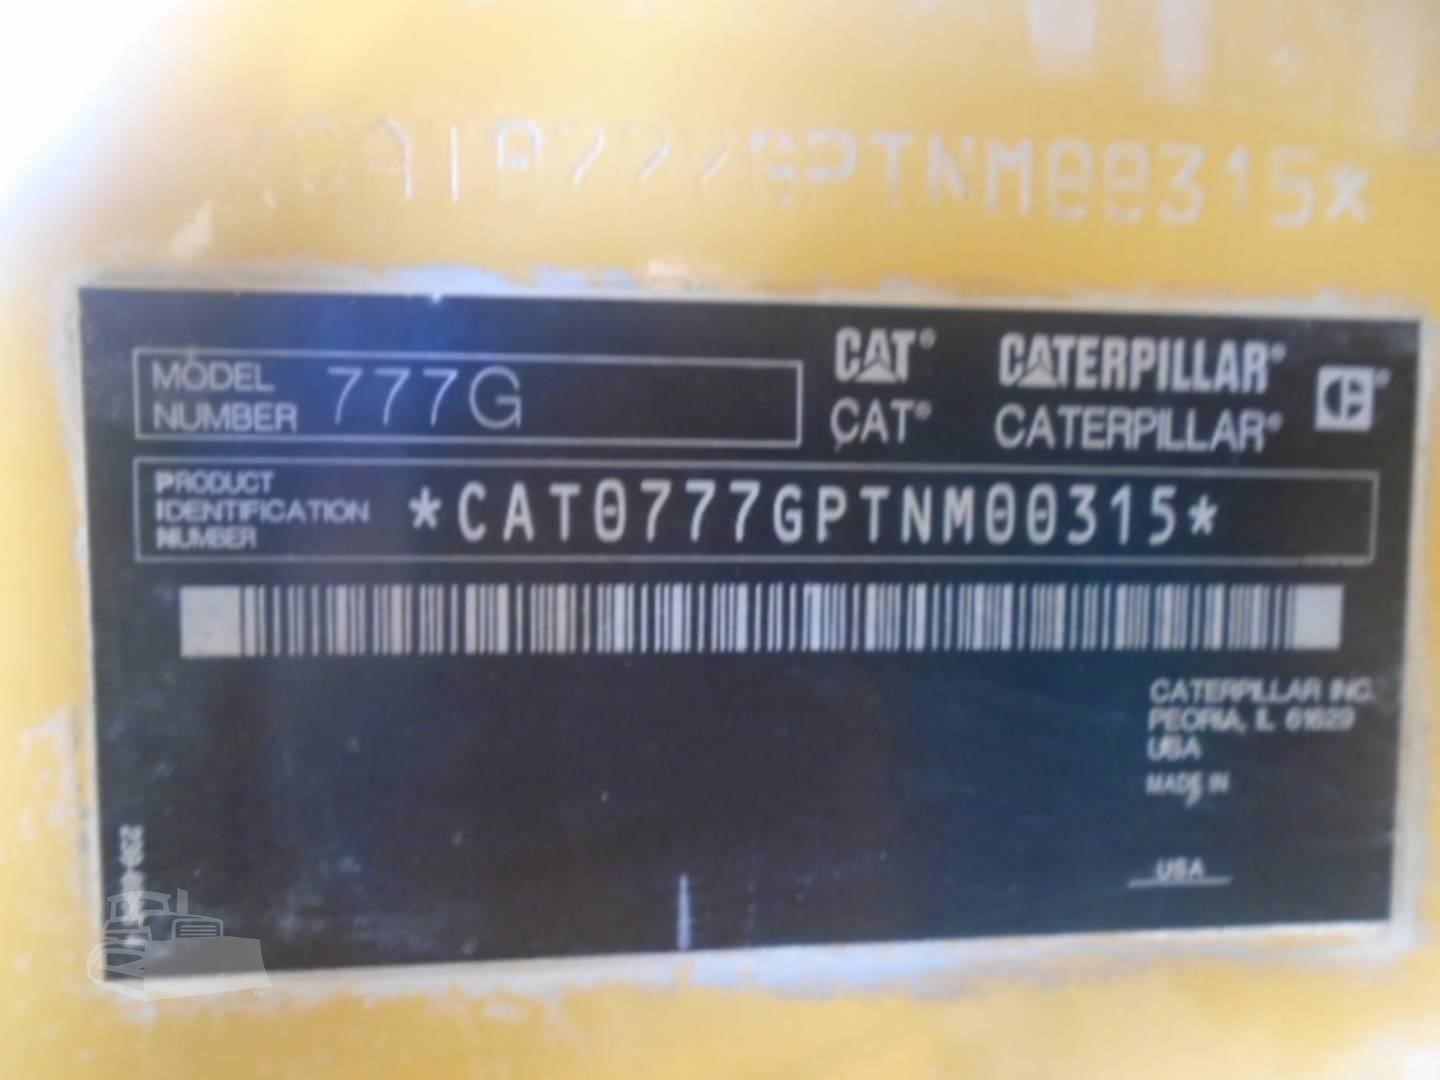 *CAT0777GPTNM00315*
MODEL NUMBER 777G
CAT® CATERPILLAR®
CAT® CATERPILLAR®
PRODUCT IDENTIFICATION NUMBER *CAT0777GPTNM00315*
CATERPILLAR INC.
PEORIA, IL 61629
USA
MADE IN
USA